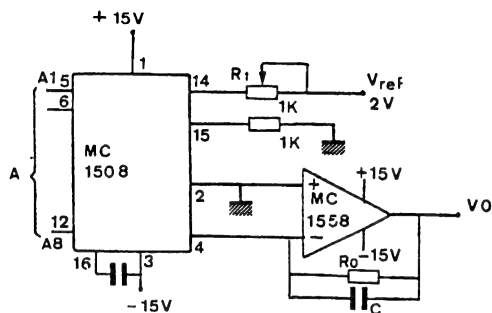 + 15V
1
A1 5
14
R1
Vref
6
1K
2V
15
1K
A
MC
1508
+15V
2
+
MC
1558
VO
12
A8
4
−
-15V
16
3
Ro
-15V
C